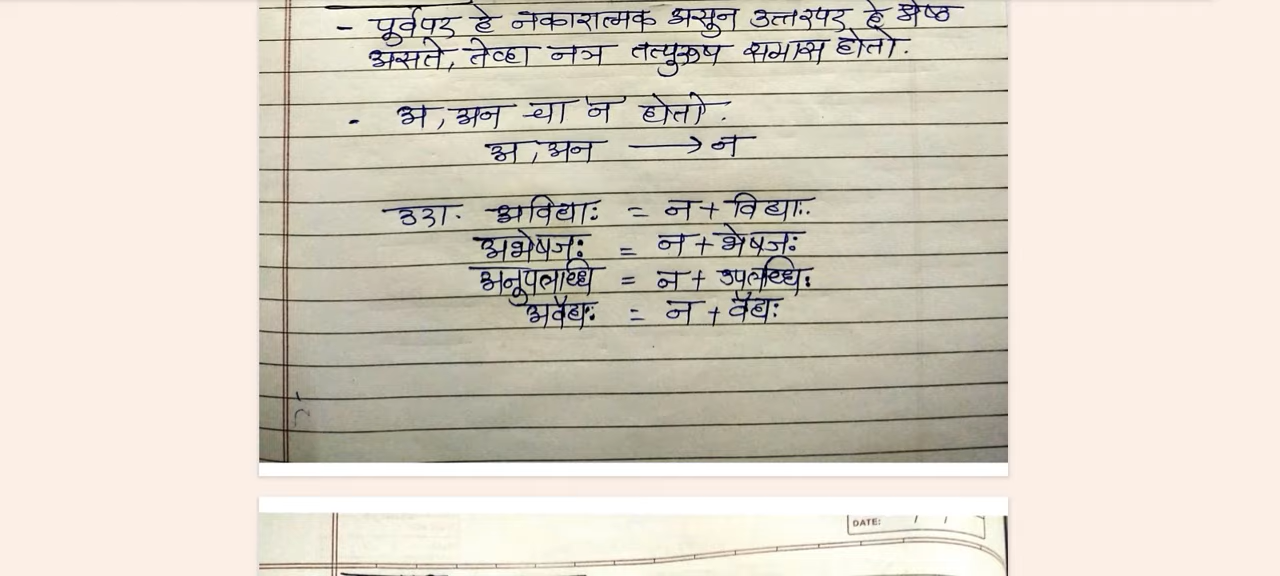 - पूर्वपद हे नकारात्मक असुन उत्तरपद हे श्रेष्ठ
असते, तेव्हा नत्र तत्पुरूष समास होतो.
- अ, अन चा न होतो.
अ, अन → न
उदा. अविद्याः = न + विद्याः
अभेषजः = न + भेषजः
अनुपलब्धि = न + उपलब्धिः
अवैद्यः = न + वैद्यः
DATE: / /